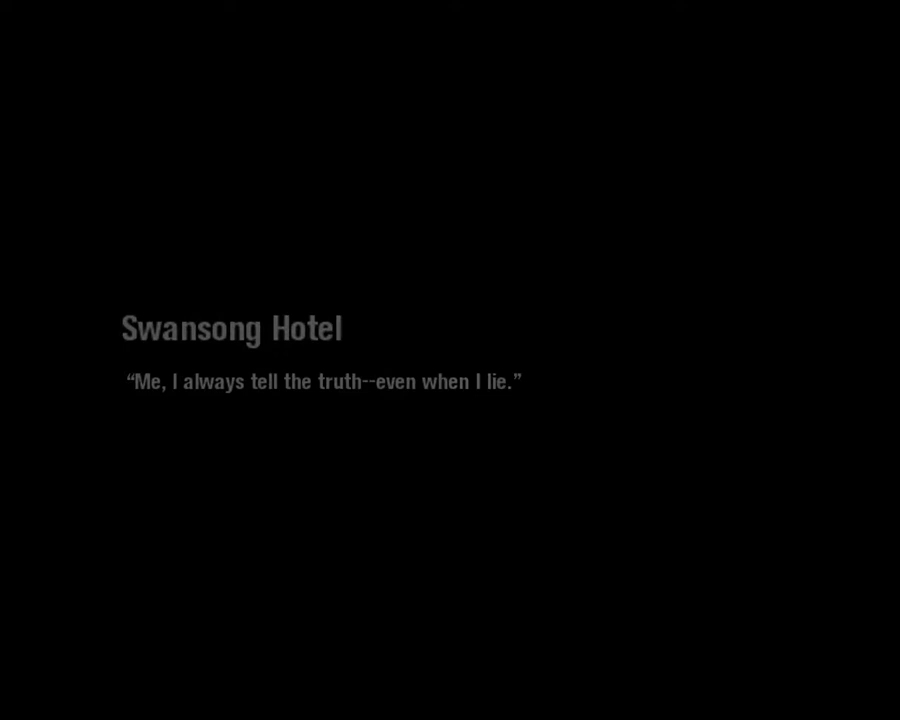 Swansong Hotel
“Me, I always tell the truth--even when I lie.”